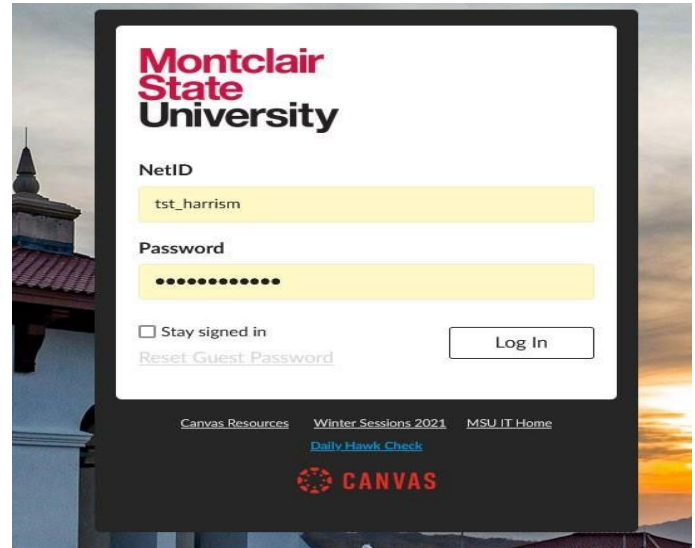 Montclair
State
University
NetID
tst_harrism
Password
●●●●●●●●●●●●
Stay signed in
Log In
Reset Guest Password
Canvas Resources Winter Sessions 2021 MSU IT Home
Daily Hawk Check
CANVAS